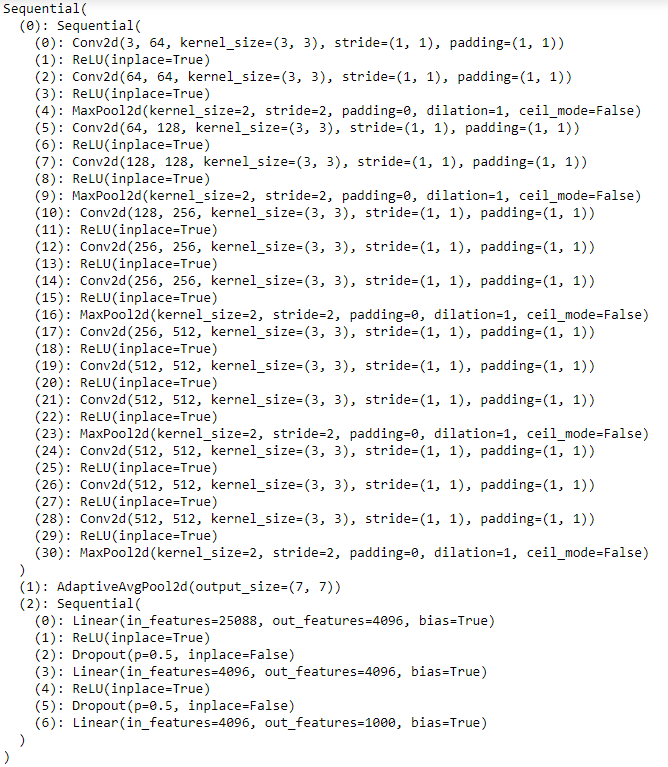 Sequential(
  (0): Sequential(
    (0): Conv2d(3, 64, kernel_size=(3, 3), stride=(1, 1), padding=(1, 1))
    (1): ReLU(inplace=True)
    (2): Conv2d(64, 64, kernel_size=(3, 3), stride=(1, 1), padding=(1, 1))
    (3): ReLU(inplace=True)
    (4): MaxPool2d(kernel_size=2, stride=2, padding=0, dilation=1, ceil_mode=False)
    (5): Conv2d(64, 128, kernel_size=(3, 3), stride=(1, 1), padding=(1, 1))
    (6): ReLU(inplace=True)
    (7): Conv2d(128, 128, kernel_size=(3, 3), stride=(1, 1), padding=(1, 1))
    (8): ReLU(inplace=True)
    (9): MaxPool2d(kernel_size=2, stride=2, padding=0, dilation=1, ceil_mode=False)
    (10): Conv2d(128, 256, kernel_size=(3, 3), stride=(1, 1), padding=(1, 1))
    (11): ReLU(inplace=True)
    (12): Conv2d(256, 256, kernel_size=(3, 3), stride=(1, 1), padding=(1, 1))
    (13): ReLU(inplace=True)
    (14): Conv2d(256, 256, kernel_size=(3, 3), stride=(1, 1), padding=(1, 1))
    (15): ReLU(inplace=True)
    (16): MaxPool2d(kernel_size=2, stride=2, padding=0, dilation=1, ceil_mode=False)
    (17): Conv2d(256, 512, kernel_size=(3, 3), stride=(1, 1), padding=(1, 1))
    (18): ReLU(inplace=True)
    (19): Conv2d(512, 512, kernel_size=(3, 3), stride=(1, 1), padding=(1, 1))
    (20): ReLU(inplace=True)
    (21): Conv2d(512, 512, kernel_size=(3, 3), stride=(1, 1), padding=(1, 1))
    (22): ReLU(inplace=True)
    (23): MaxPool2d(kernel_size=2, stride=2, padding=0, dilation=1, ceil_mode=False)
    (24): Conv2d(512, 512, kernel_size=(3, 3), stride=(1, 1), padding=(1, 1))
    (25): ReLU(inplace=True)
    (26): Conv2d(512, 512, kernel_size=(3, 3), stride=(1, 1), padding=(1, 1))
    (27): ReLU(inplace=True)
    (28): Conv2d(512, 512, kernel_size=(3, 3), stride=(1, 1), padding=(1, 1))
    (29): ReLU(inplace=True)
    (30): MaxPool2d(kernel_size=2, stride=2, padding=0, dilation=1, ceil_mode=False)
  )
  (1): AdaptiveAvgPool2d(output_size=(7, 7))
  (2): Sequential(
    (0): Linear(in_features=25088, out_features=4096, bias=True)
    (1): ReLU(inplace=True)
    (2): Dropout(p=0.5, inplace=False)
    (3): Linear(in_features=4096, out_features=4096, bias=True)
    (4): ReLU(inplace=True)
    (5): Dropout(p=0.5, inplace=False)
    (6): Linear(in_features=4096, out_features=1000, bias=True)
  )
)